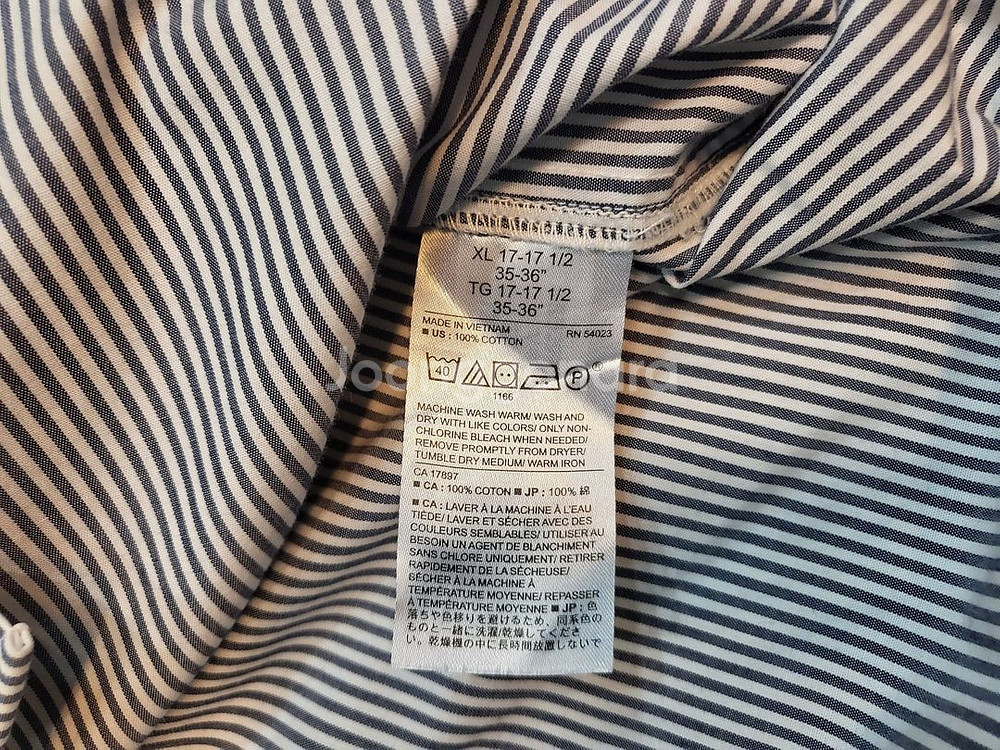 XL 17-17 1/2
35-36"
TG 17-17 1/2
35-36"
MADE IN VIETNAM
■ US : 100% COTTON RN 54023
40 F ®
1166
MACHINE WASH WARM/ WASH AND
DRY WITH LIKE COLORS/ ONLY NON-
CHLORINE BLEACH WHEN NEEDED/
REMOVE PROMPTLY FROM DRYER/
TUMBLE DRY MEDIUM/ WARM IRON
CA 17897
■ CA : 100% COTON ■ JP : 100% 綿
■ CA : LAVER À LA MACHINE À L'EAU
TIÈDE/ LAVER ET SÉCHER AVEC DES
COULEURS SEMBLABLES/ UTILISER AU
BESOIN UN AGENT DE BLANCHIMENT
SANS CHLORE UNIQUEMENT/ RETIRER
RAPIDEMENT DE LA SÉCHEUSE/
SÉCHER À LA MACHINE À
TEMPÉRATURE MOYENNE/ REPASSER
À TEMPÉRATURE MOYENNE ■ JP : 色
落ちや色移りを避けるため、同系色の
ものと一緒に洗濯/乾燥してくださ
い。乾燥機の中に長時間放置しないで